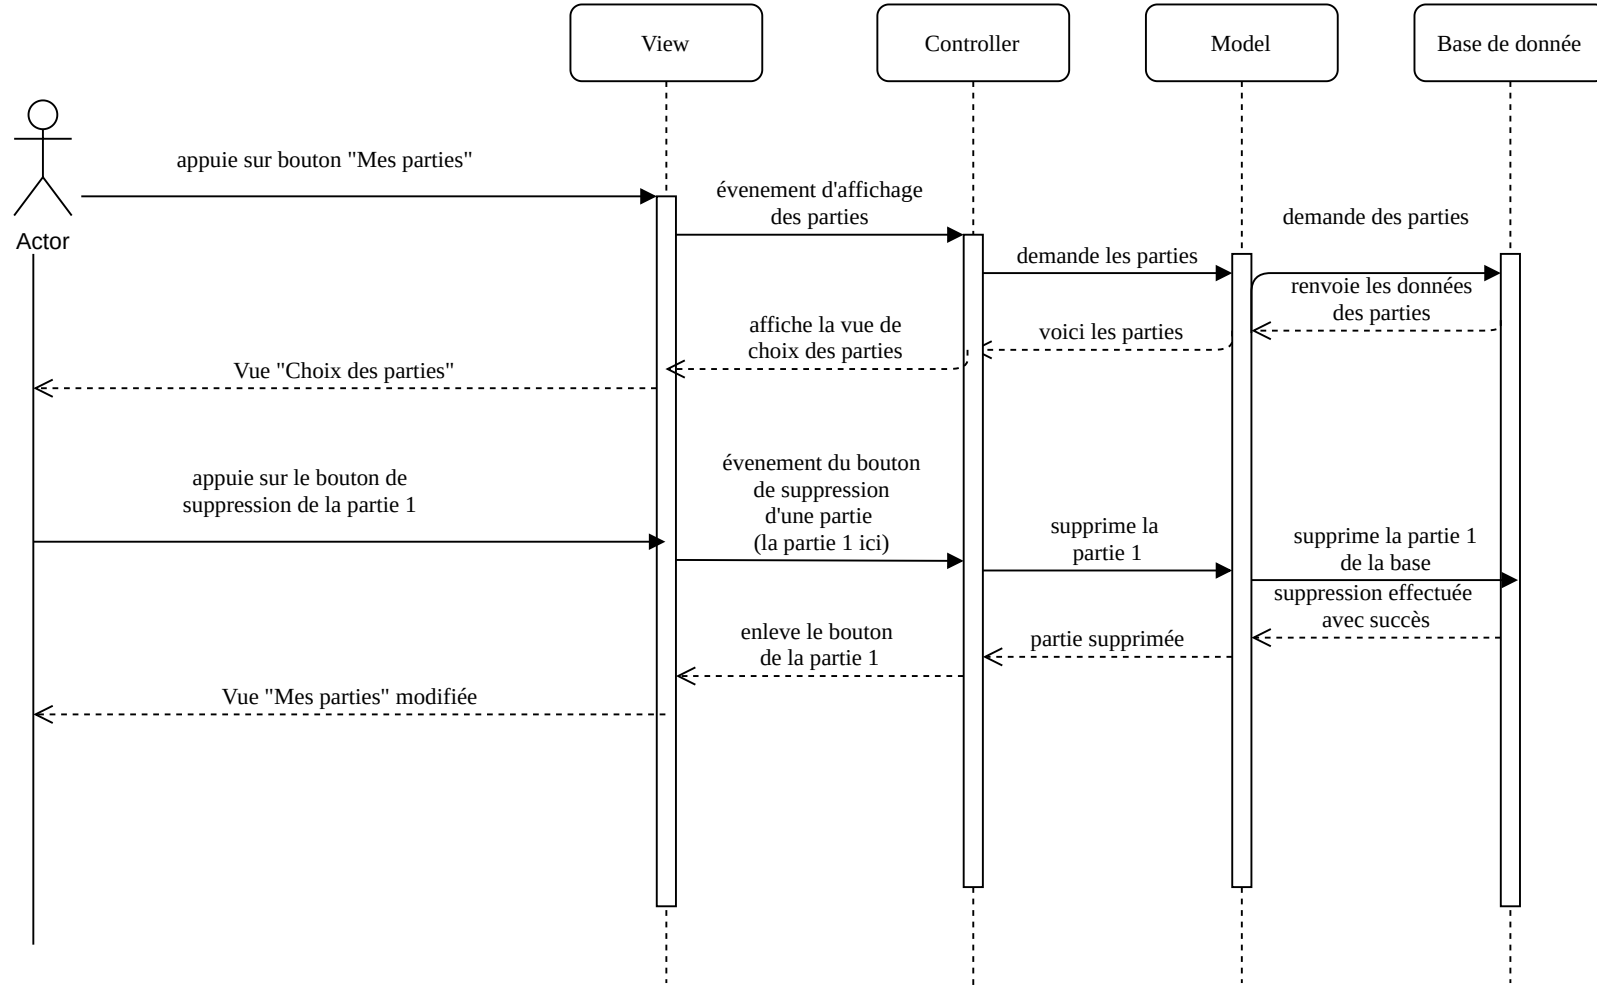 View
Controller
Model
Base de donnée
Actor
appuie sur bouton "Mes parties"
évenement d'affichage
des parties
demande les parties
demande des parties
renvoie les données
des parties
voici les parties
affiche la vue de
choix des parties
Vue "Choix des parties"
appuie sur le bouton de
suppression de la partie 1
évenement du bouton
de suppression
d'une partie
(la partie 1 ici)
supprime la
partie 1
supprime la partie 1
de la base
suppression effectuée
avec succès
partie supprimée
enleve le bouton
de la partie 1
Vue "Mes parties" modifiée